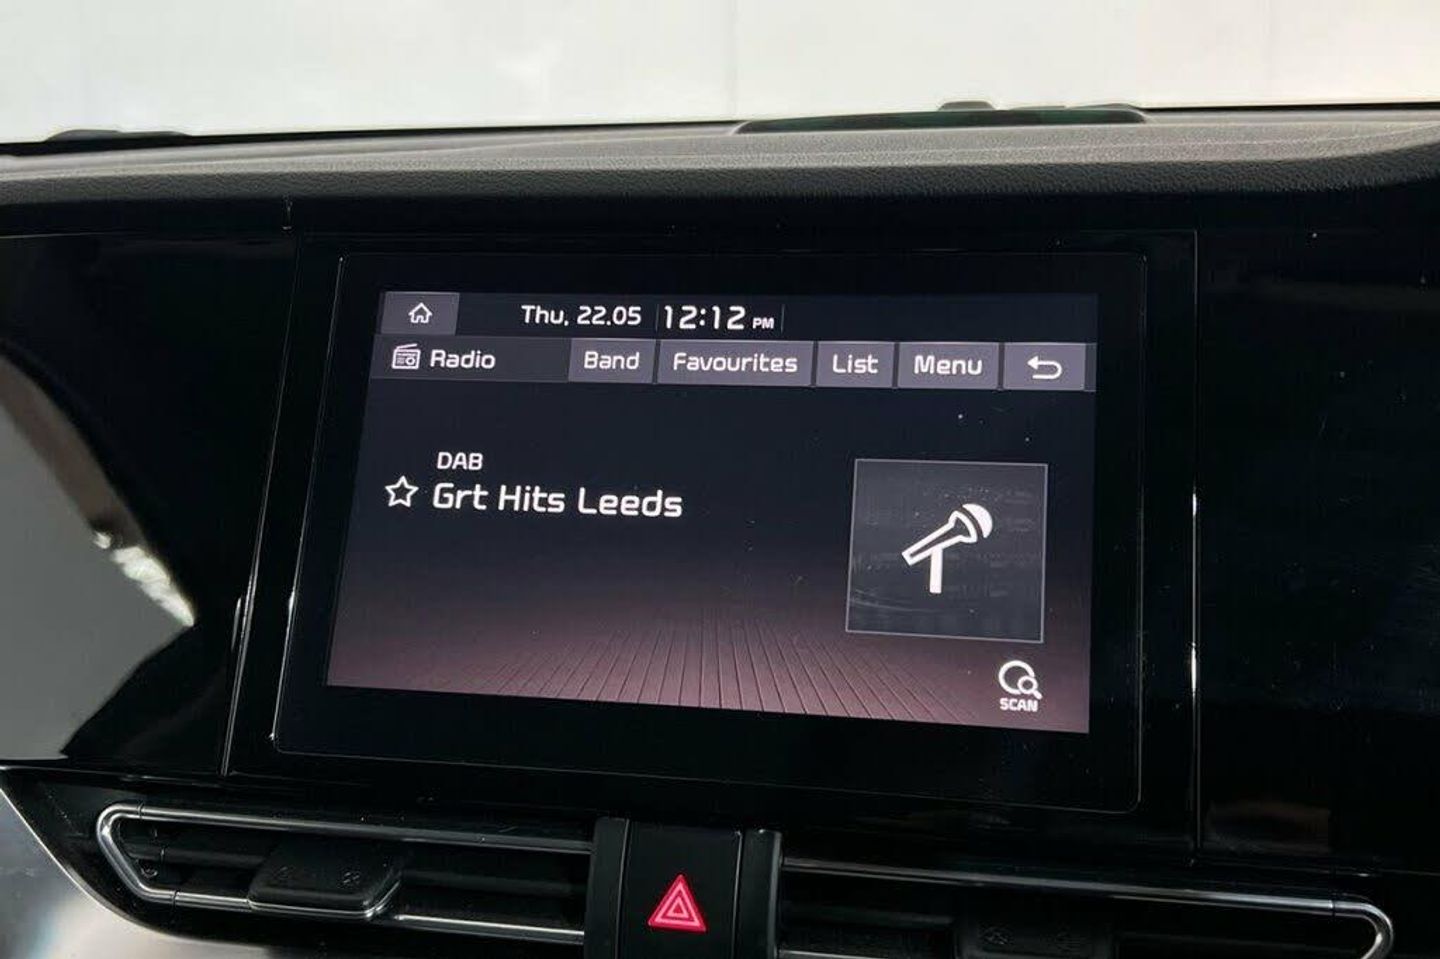 Thu, 22.05 12:12 PM
Radio Band Favourites List Menu
DAB
Grt Hits Leeds
SCAN